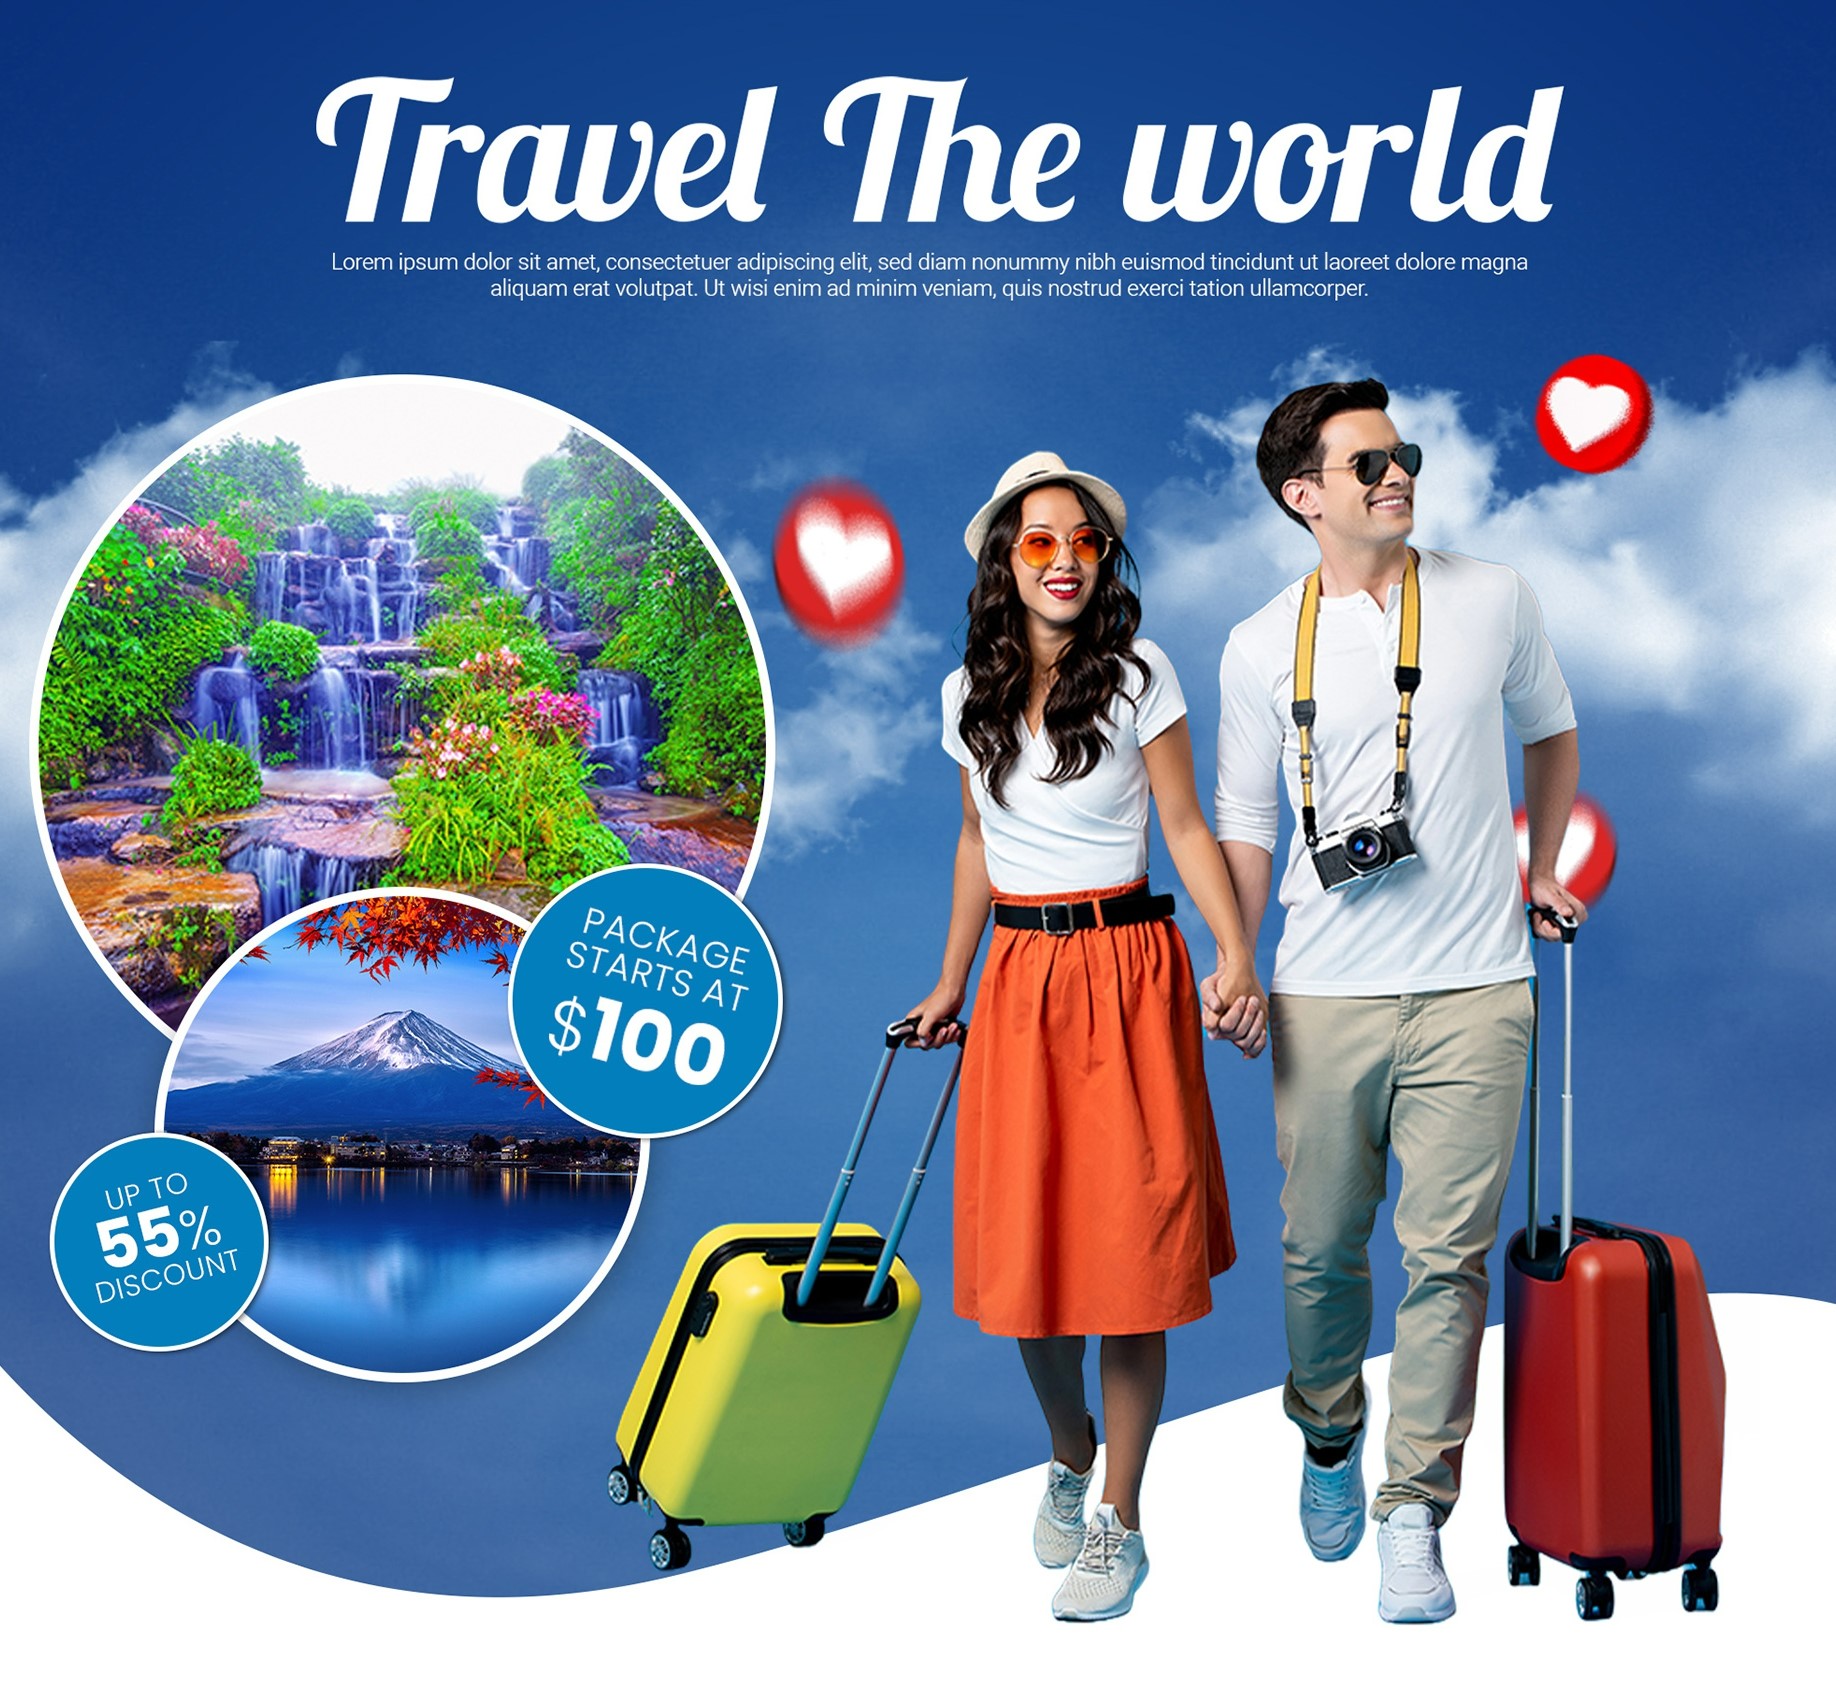 Travel The world
Lorem ipsum dolor sit amet, consectetuer adipiscing elit, sed diam nonummy nibh euismod tincidunt ut laoreet dolore magna
aliquam erat volutpat. Ut wisi enim ad minim veniam, quis nostrud exerci tation ullamcorper.
PACKAGE
STARTS AT
$100
UP TO
55%
DISCOUNT